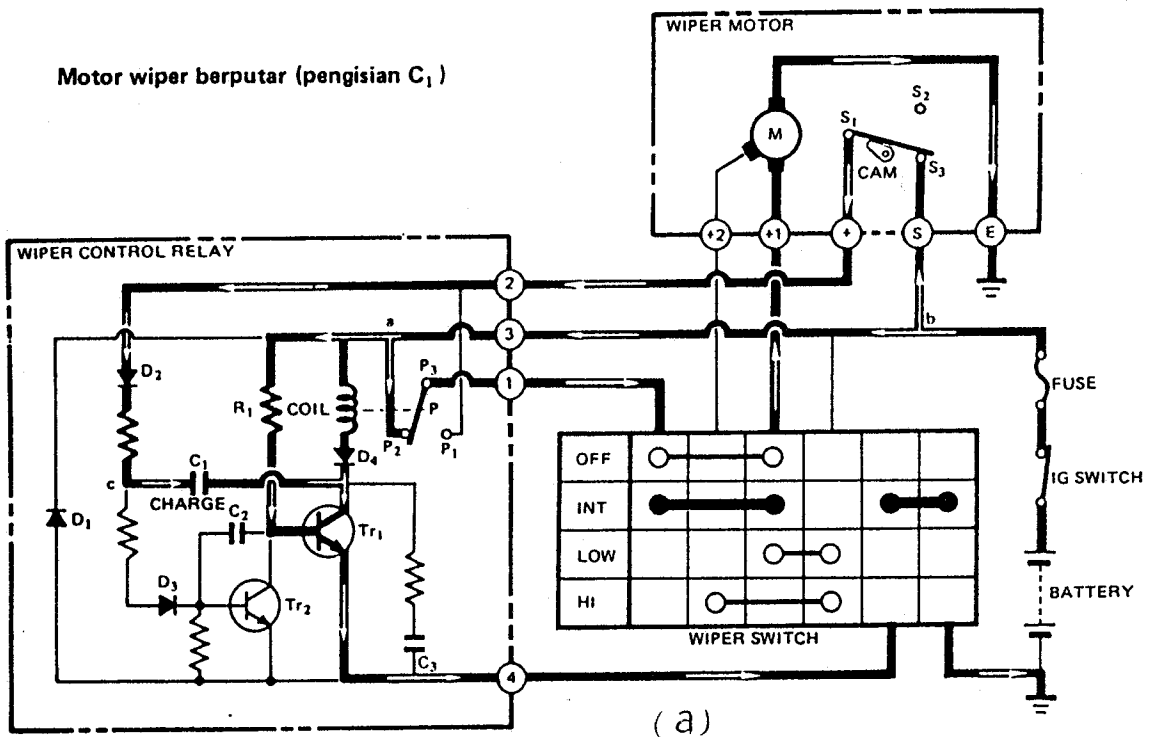 WIPER MOTOR
Motor wiper berputar (pengisian C₁)
M
S₁
S₂
S₃
CAM
+2
+1
+
S
E
WIPER CONTROL RELAY
2
3
1
4
a
b
c
D₂
R₁
COIL
P₃
P
P₂
P₁
D₄
C₁
CHARGE
D₁
C₂
Tr₁
D₃
Tr₂
C₃
OFF
INT
LOW
HI
WIPER SWITCH
FUSE
IG SWITCH
BATTERY
(a)